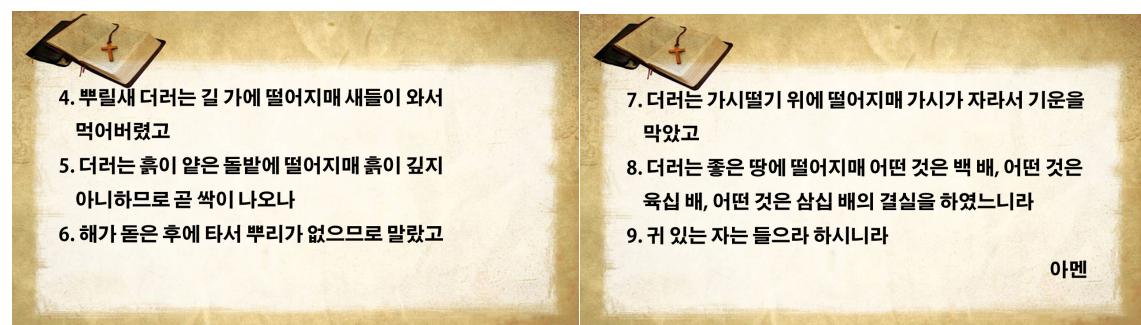 4. 뿌릴새 더러는 길 가에 떨어지매 새들이 와서
먹어버렸고
5. 더러는 흙이 얕은 돌밭에 떨어지매 흙이 깊지
아니하므로 곧 싹이 나오나
6. 해가 돋은 후에 타서 뿌리가 없으므로 말랐고
7. 더러는 가시떨기 위에 떨어지매 가시가 자라서 기운을
막았고
8. 더러는 좋은 땅에 떨어지매 어떤 것은 백 배, 어떤 것은
육십 배, 어떤 것은 삼십 배의 결실을 하였느니라
9. 귀 있는 자는 들으라 하시니라
아멘